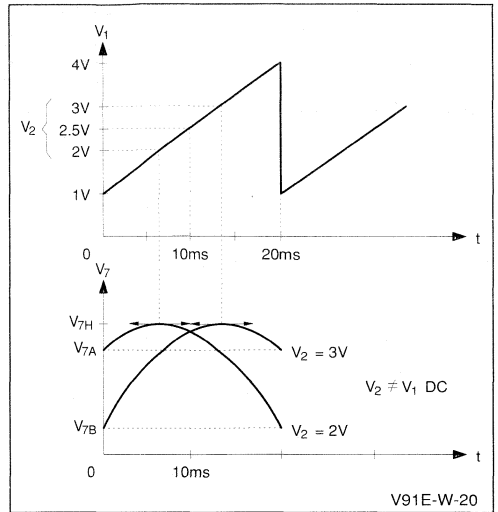 V1
4V
3V
V2 { 2.5V
2V
1V
0 10ms 20ms t
V7
V7H
V7A
V2 = 3V
V2 ≠ V1 DC
V7B
V2 = 2V
0 10ms t
V91E-W-20